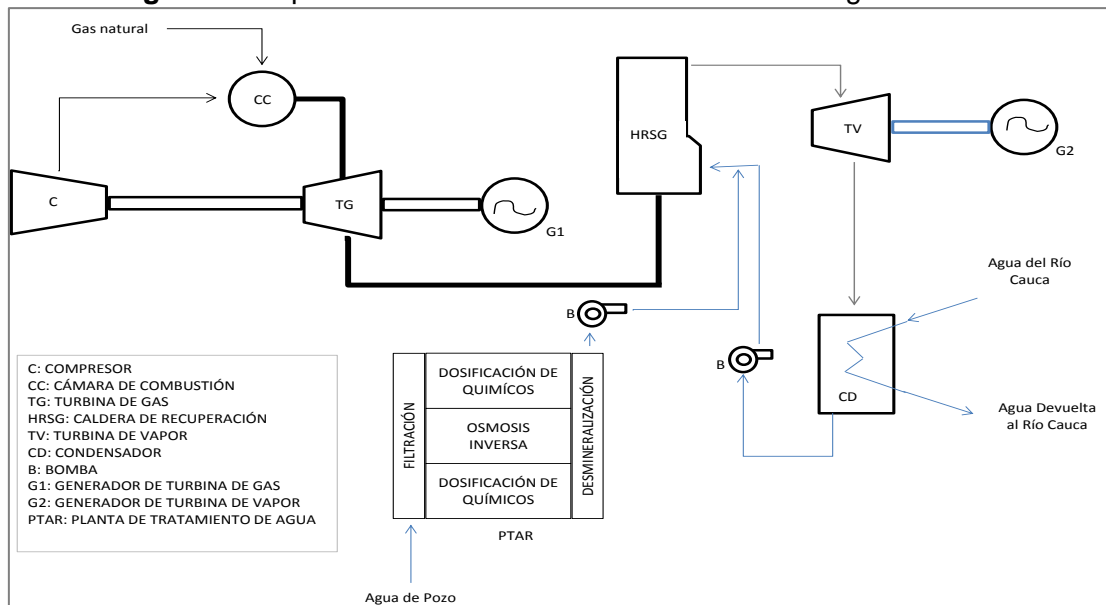 Gas natural
CC
C
TG
G1
HRSG
TV
G2
Agua del Río
Cauca
B
B
CD
Agua Devuelta
al Río Cauca
C: COMPRESOR
CC: CÁMARA DE COMBUSTIÓN
TG: TURBINA DE GAS
HRSG: CALDERA DE RECUPERACIÓN
TV: TURBINA DE VAPOR
CD: CONDENSADOR
B: BOMBA
G1: GENERADOR DE TURBINA DE GAS
G2: GENERADOR DE TURBINA DE VAPOR
PTAR: PLANTA DE TRATAMIENTO DE AGUA
FILTRACIÓN
DOSIFICACIÓN DE
QUIMÍCOS
OSMOSIS
INVERSA
DOSIFICACIÓN DE
QUÍMICOS
DESMINERALIZACIÓN
PTAR
Agua de Pozo